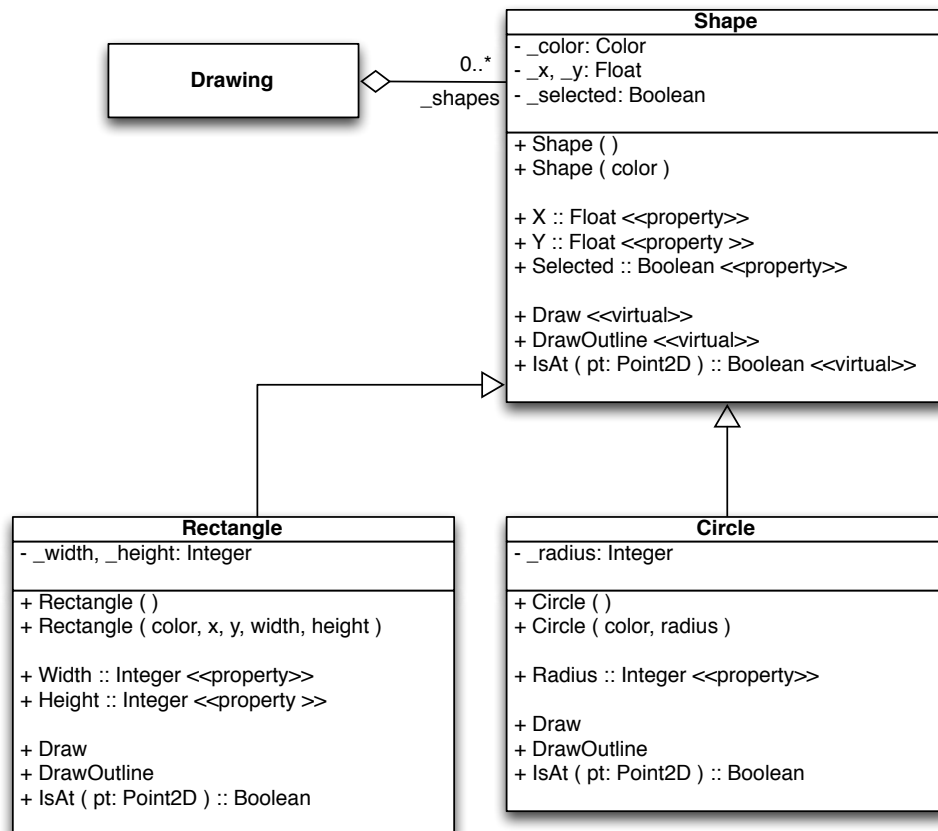 Drawing
0..*
_shapes
Shape
- _color: Color
- _x, _y: Float
- _selected: Boolean
+ Shape ( )
+ Shape ( color )
+ X :: Float <<property>>
+ Y :: Float <<property >>
+ Selected :: Boolean <<property>>
+ Draw <<virtual>>
+ DrawOutline <<virtual>>
+ IsAt ( pt: Point2D ) :: Boolean <<virtual>>
Rectangle
- _width, _height: Integer
+ Rectangle ( )
+ Rectangle ( color, x, y, width, height )
+ Width :: Integer <<property>>
+ Height :: Integer <<property >>
+ Draw
+ DrawOutline
+ IsAt ( pt: Point2D ) :: Boolean
Circle
- _radius: Integer
+ Circle ( )
+ Circle ( color, radius )
+ Radius :: Integer <<property>>
+ Draw
+ DrawOutline
+ IsAt ( pt: Point2D ) :: Boolean